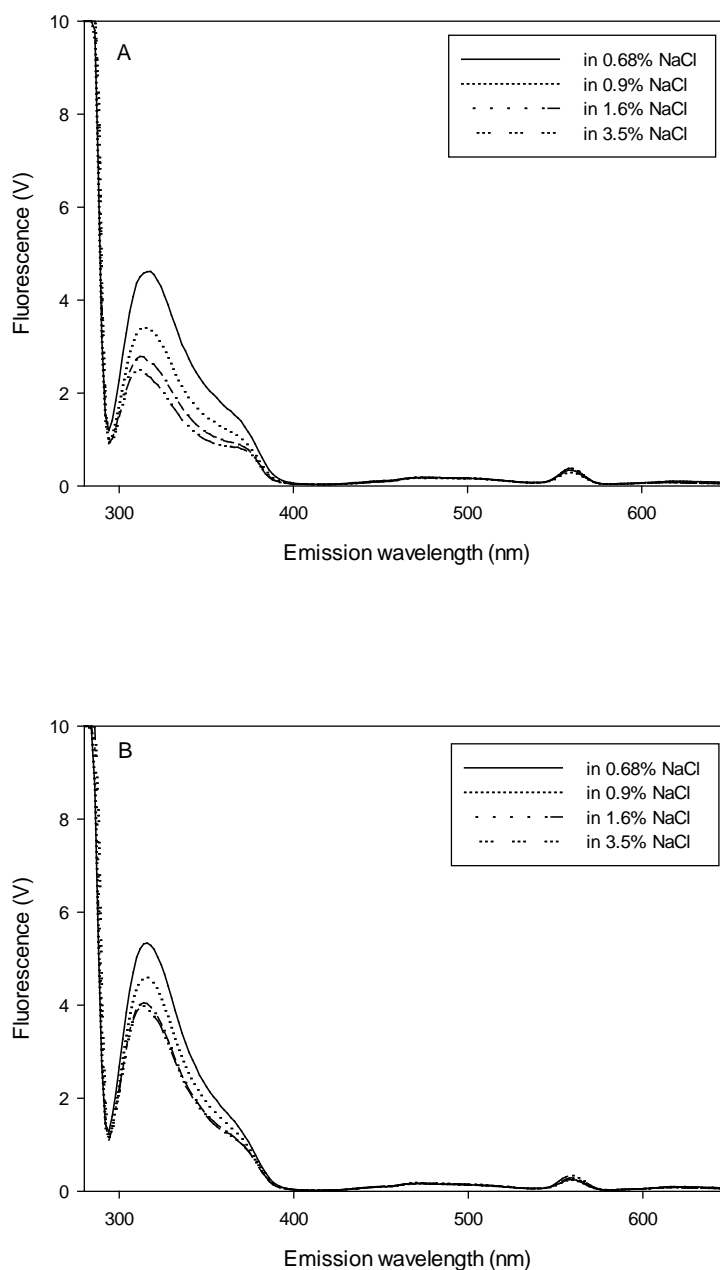 A
in 0.68% NaCl
in 0.9% NaCl
in 1.6% NaCl
in 3.5% NaCl
10
8
6
4
2
0
Fluorescence (V)
300 400 500 600
Emission wavelength (nm)
B
in 0.68% NaCl
in 0.9% NaCl
in 1.6% NaCl
in 3.5% NaCl
10
8
6
4
2
0
Fluorescence (V)
300 400 500 600
Emission wavelength (nm)